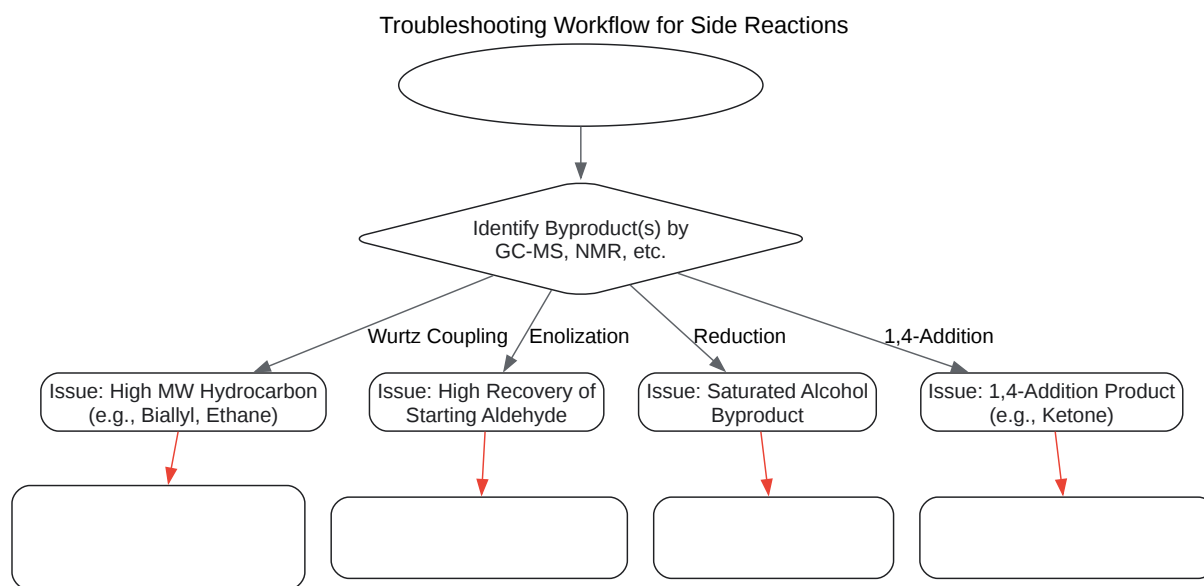 Troubleshooting Workflow for Side Reactions
Identify Byproduct(s) by
GC-MS, NMR, etc.
Wurtz Coupling
Enolization
Reduction
1,4-Addition
Issue: High MW Hydrocarbon
(e.g., Biallyl, Ethane)
Issue: High Recovery of
Starting Aldehyde
Issue: Saturated Alcohol
Byproduct
Issue: 1,4-Addition Product
(e.g., Ketone)